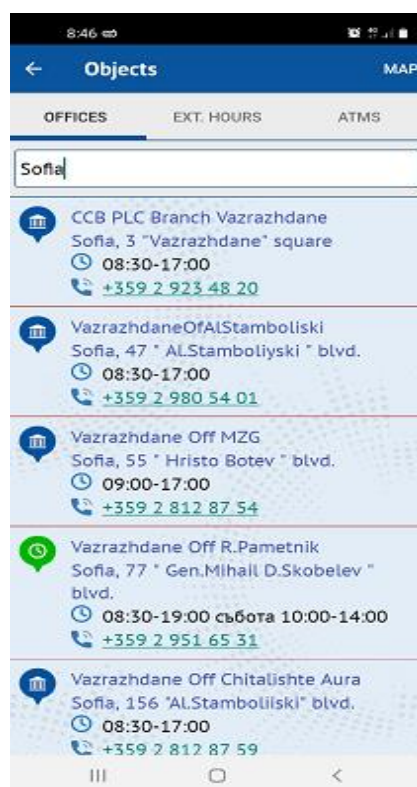 8:46
Objects MAP
OFFICES EXT. HOURS ATMS
Sofia
CCB PLC Branch Vazrazhdane
Sofia, 3 "Vazrazhdane" square
08:30-17:00
+359 2 923 48 20
VazrazhdaneOfAlStamboliski
Sofia, 47 " Al.Stamboliyski " blvd.
08:30-17:00
+359 2 980 54 01
Vazrazhdane Off MZG
Sofia, 55 " Hristo Botev " blvd.
09:00-17:00
+359 2 812 87 54
Vazrazhdane Off R.Pametnik
Sofia, 77 " Gen.Mihail D.Skobelev "
blvd.
08:30-19:00 събота 10:00-14:00
+359 2 951 65 31
Vazrazhdane Off Chitalishte Aura
Sofia, 156 "Al.Stamboliiski" blvd.
08:30-17:00
+359 2 812 87 59